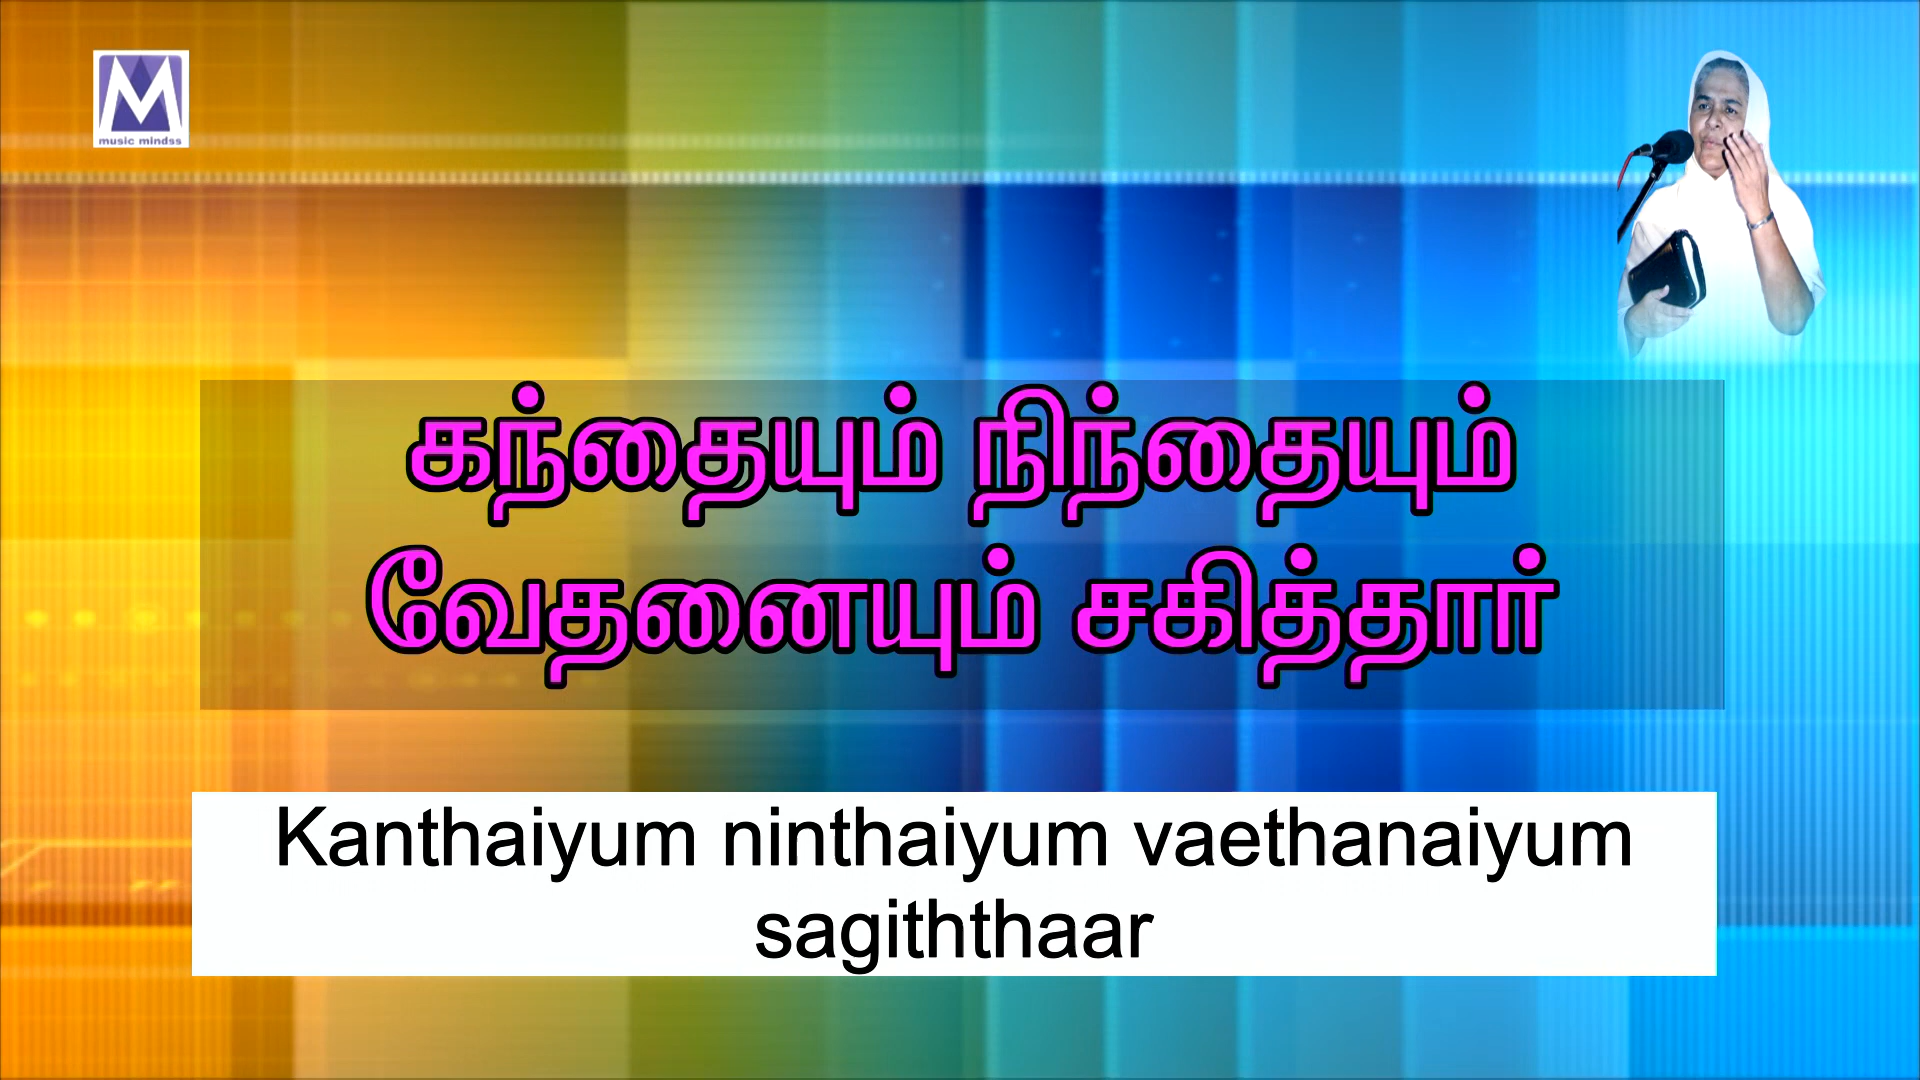 music mindss
கந்தையும் நிந்தையும்
வேதனையும் சகித்தார்
Kanthaiyum ninthaiyum vaethanaiyum
sagiththaar